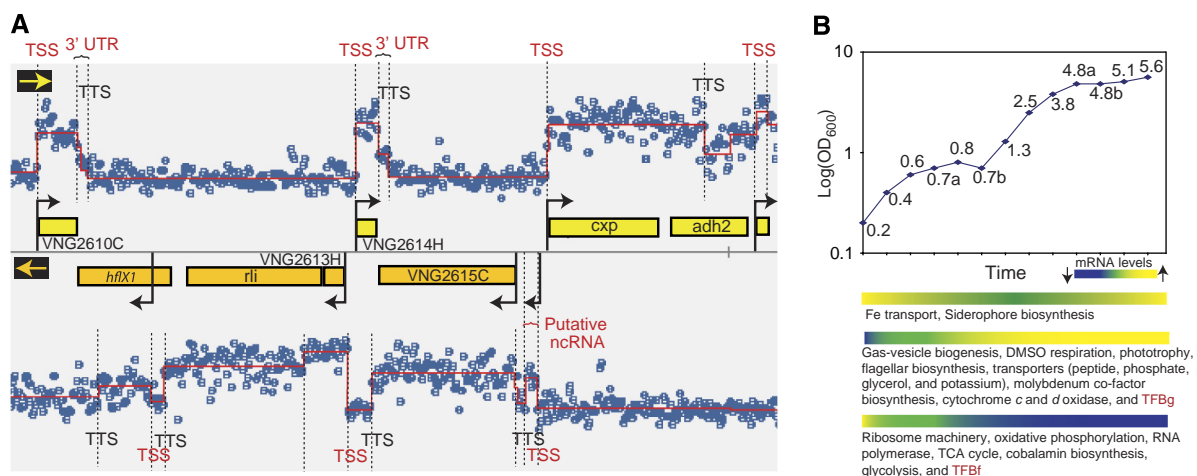 A
TSS
3’ UTR
TSS
3’ UTR
TSS
TSS
TTS
TTS
TTS
VNG2610C
VNG2614H
cxp
adh2
hflX1
rli
VNG2613H
VNG2615C
Putative
ncRNA
TTS
TTS
TSS
TSS
TTS
TTS
TSS
B
Log(OD600)
10
1
0.1
0.2
0.4
0.6
0.7a
0.8
0.7b
1.3
2.5
3.8
4.8a
4.8b
5.1
5.6
Time
mRNA levels
Fe transport, Siderophore biosynthesis
Gas-vesicle biogenesis, DMSO respiration, phototrophy,
flagellar biosynthesis, transporters (peptide, phosphate,
glycerol, and potassium), molybdenum co-factor
biosynthesis, cytochrome c and d oxidase, and TFBg
Ribosome machinery, oxidative phosphorylation, RNA
polymerase, TCA cycle, cobalamin biosynthesis,
glycolysis, and TFBf